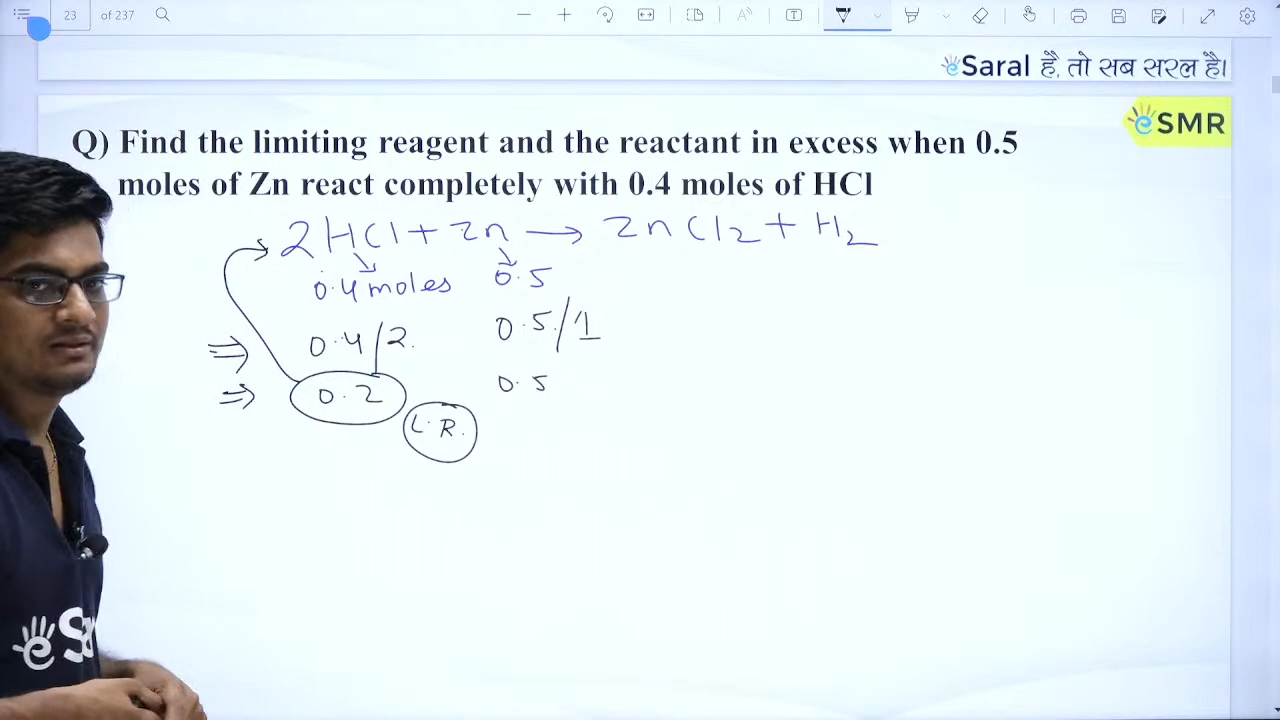 23 of 237
eSaral है, तो सब सरल है।
eSMR
Q) Find the limiting reagent and the reactant in excess when 0.5
moles of Zn react completely with 0.4 moles of HCl
2HCl + Zn → ZnCl2 + H2
0.4 moles 0.5
⇒ 0.4/2. 0.5/1
⇒ 0.2 0.5
L.R.
eS